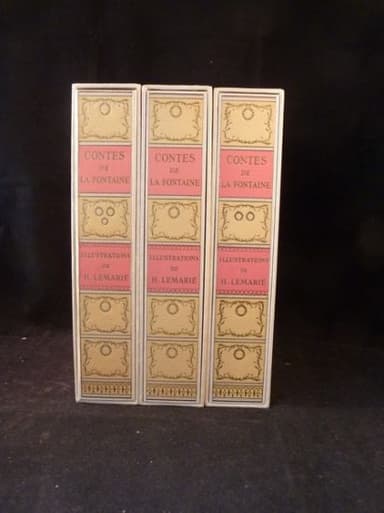 CONTES
DE
LA FONTAINE
ILLUSTRATIONS
DE
H. LEMARIÉ
CONTES
DE
LA FONTAINE
ILLUSTRATIONS
DE
H. LEMARIÉ
CONTES
DE
LA FONTAINE
ILLUSTRATIONS
DE
H. LEMARIÉ